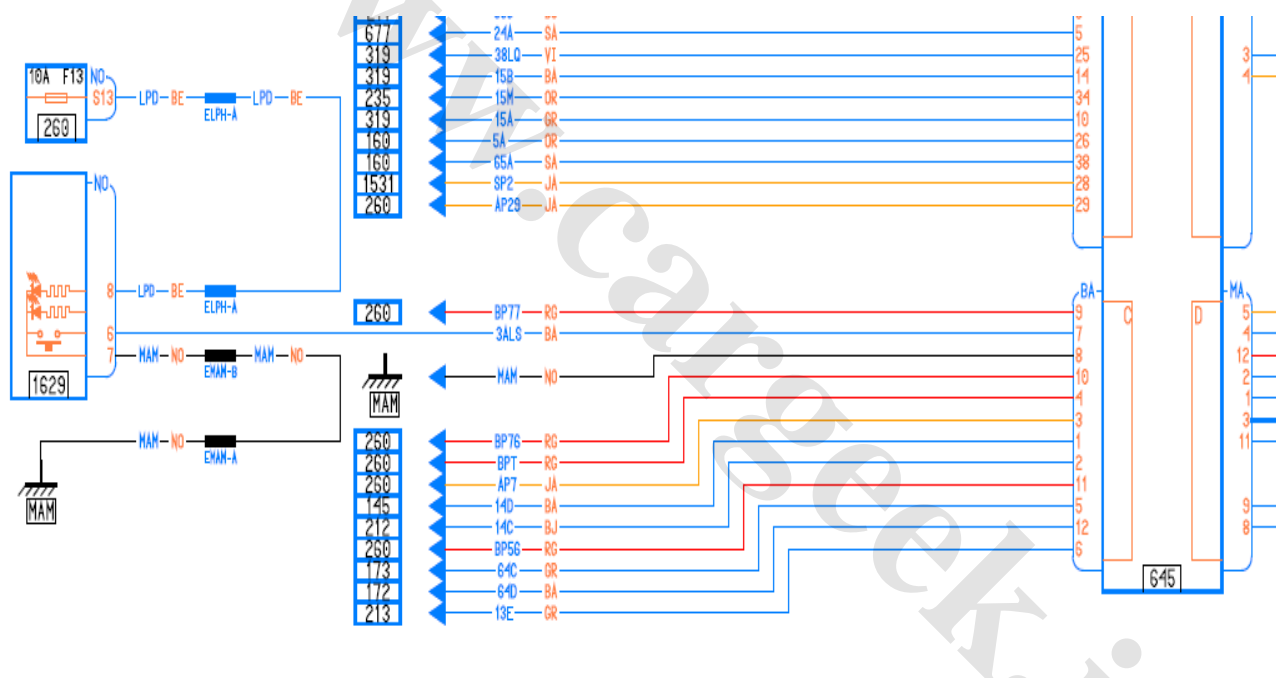 677 24A SA 5
319 38LQ VI 25 3
319 15B BA 14 4
10A F13 NO
S13 LPD BE LPD BE 235 15M OR 34
ELPH-A
260 319 15A GR 10
160 5A OR 26
160 65A SA 38
NO 1531 SP2 JA 28
260 AP29 JA 29
8 LPD BE BA MA
ELPH-A
260 BP77 RG 9 C D 5
6 3ALS BA 7 4
7 MAM NO MAM NO 8 12
EMAM-B
1629 MAM NO 10 2
MAM 4 1
3 3
MAM NO 260 BP76 RG 1 11
EMAM-A
260 BPT RG 2
260 AP7 JA 11
MAM 145 14D BA 5 9
212 14C BJ 12 8
260 BP56 RG 6
173 64C GR
645
172 64D BA
213 13E GR
www.cargeek.i